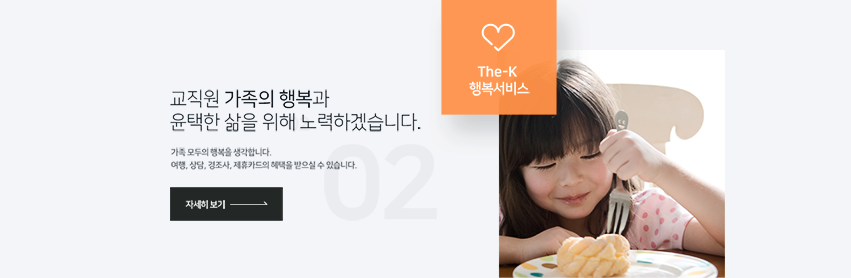 The-K
행복서비스
교직원 가족의 행복과
윤택한 삶을 위해 노력하겠습니다.
가족 모두의 행복을 생각합니다.
여행, 상담, 경조사, 제휴카드의 혜택을 받으실 수 있습니다.
02
자세히 보기